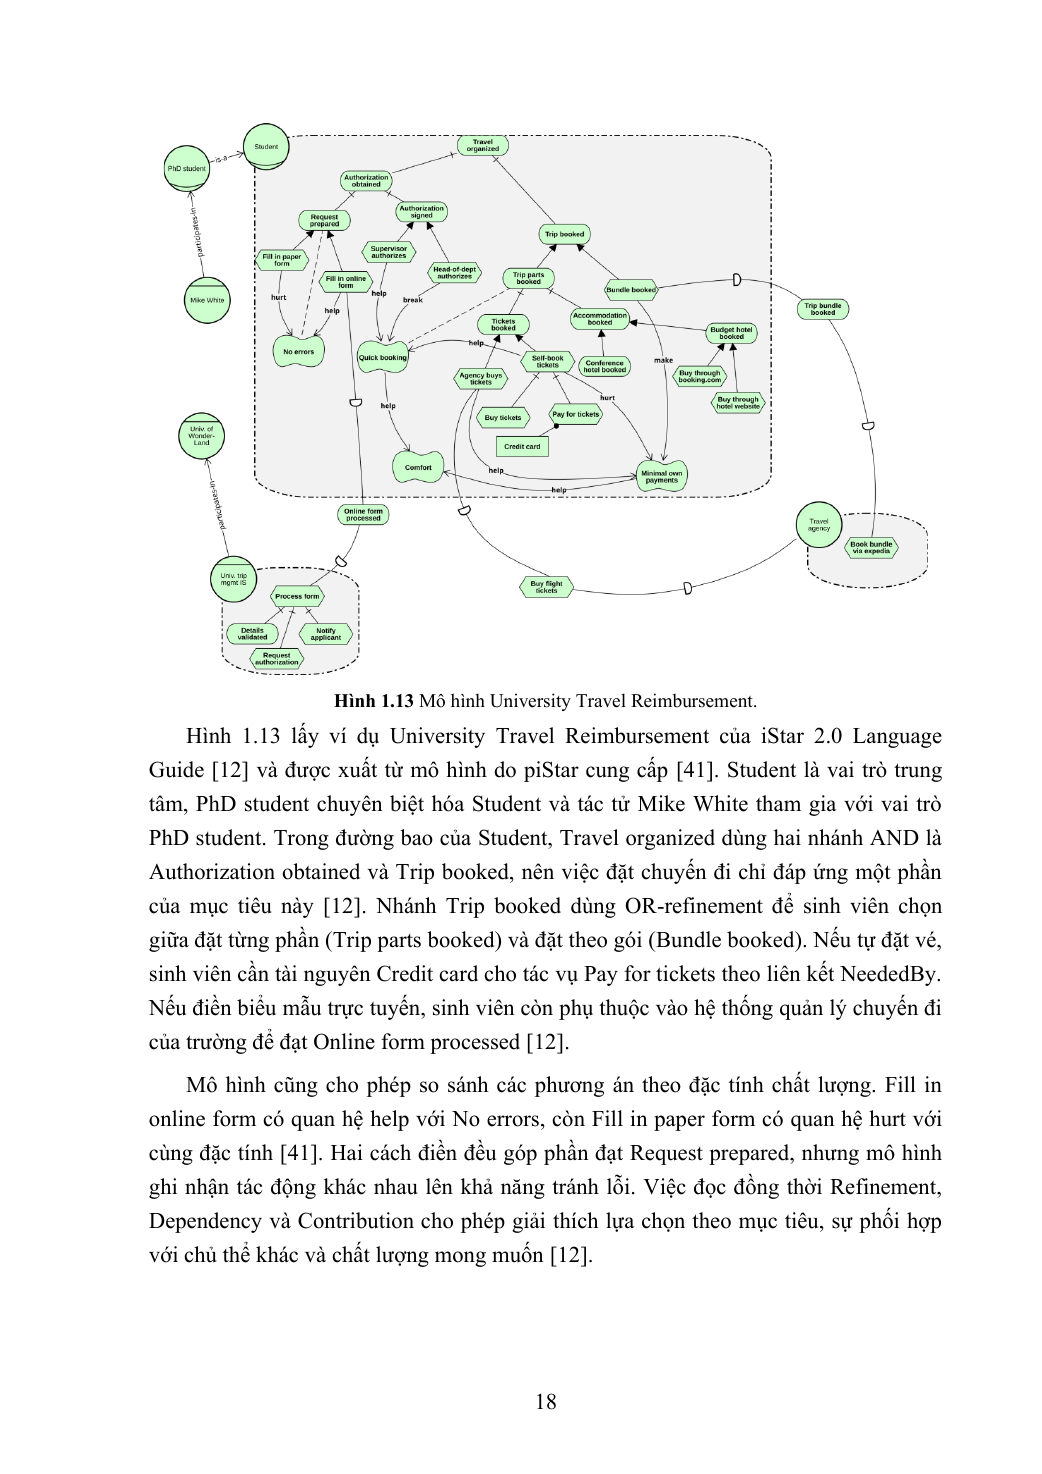 Student
PhD student
is-a
participates-in
Mike White
Travel
organized
Authorization
obtained
Authorization
signed
Request
prepared
Trip booked
Fill in paper
form
Supervisor
authorizes
Head-of-dept
authorizes
Fill in online
form
Trip parts
booked
Bundle booked
Trip bundle
booked
hurt
help
help
break
Tickets
booked
Accommodation
booked
Budget hotel
booked
No errors
Quick booking
help
Self-book
tickets
Conference
hotel booked
make
Buy through
booking.com
Agency buys
tickets
Buy through
hotel website
hurt
help
Buy tickets
Pay for tickets
Credit card
Univ. of
Wonder-
Land
Comfort
help
help
Minimal own
payments
participates-in
Online form
processed
Travel
agency
Book bundle
via expedia
Univ. trip
mgmt IS
Process form
Buy flight
tickets
Details
validated
Notify
applicant
Request
authorization
Hình 1.13 Mô hình University Travel Reimbursement.
Hình 1.13 lấy ví dụ University Travel Reimbursement của iStar 2.0 Language
Guide [12] và được xuất từ mô hình do piStar cung cấp [41]. Student là vai trò trung
tâm, PhD student chuyên biệt hóa Student và tác tử Mike White tham gia với vai trò
PhD student. Trong đường bao của Student, Travel organized dùng hai nhánh AND là
Authorization obtained và Trip booked, nên việc đặt chuyến đi chỉ đáp ứng một phần
của mục tiêu này [12]. Nhánh Trip booked dùng OR-refinement để sinh viên chọn
giữa đặt từng phần (Trip parts booked) và đặt theo gói (Bundle booked). Nếu tự đặt vé,
sinh viên cần tài nguyên Credit card cho tác vụ Pay for tickets theo liên kết NeededBy.
Nếu điền biểu mẫu trực tuyến, sinh viên còn phụ thuộc vào hệ thống quản lý chuyến đi
của trường để đạt Online form processed [12].
Mô hình cũng cho phép so sánh các phương án theo đặc tính chất lượng. Fill in
online form có quan hệ help với No errors, còn Fill in paper form có quan hệ hurt với
cùng đặc tính [41]. Hai cách điền đều góp phần đạt Request prepared, nhưng mô hình
ghi nhận tác động khác nhau lên khả năng tránh lỗi. Việc đọc đồng thời Refinement,
Dependency và Contribution cho phép giải thích lựa chọn theo mục tiêu, sự phối hợp
với chủ thể khác và chất lượng mong muốn [12].
18